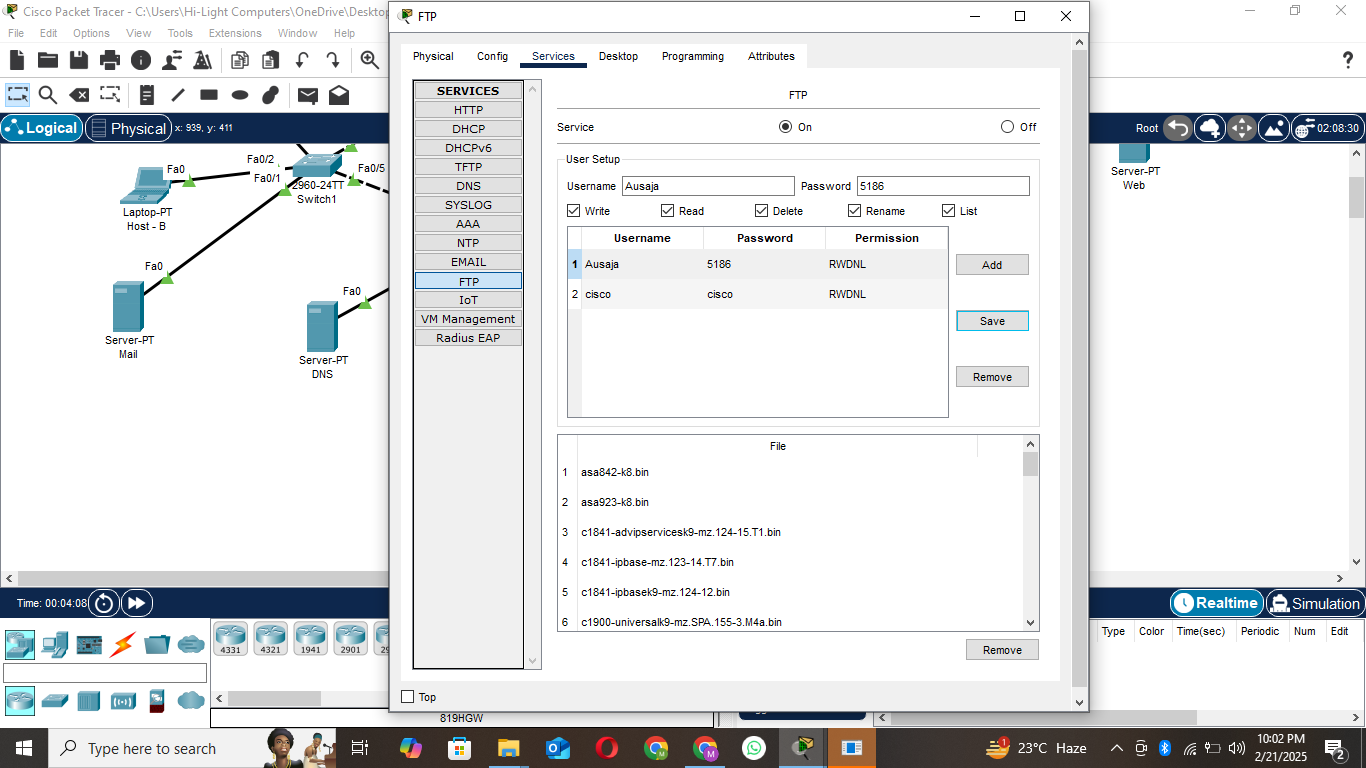 Cisco Packet Tracer - C:\Users\Hi-Light Computers\OneDrive\Desktop
FTP
File Edit Options View Tools Extensions Window Help
Physical Config Services Desktop Programming Attributes
Logical Physical x: 939, y: 411
Root 02:08:30
SERVICES
HTTP
DHCP
DHCPv6
TFTP
DNS
SYSLOG
AAA
NTP
EMAIL
FTP
IoT
VM Management
Radius EAP
FTP
Service On Off
User Setup
Username Ausaja Password 5186
Write Read Delete Rename List
Username Password Permission
1 Ausaja 5186 RWDNL
2 cisco cisco RWDNL
Add
Save
Remove
File
1 asa842-k8.bin
2 asa923-k8.bin
3 c1841-advipservicesk9-mz.124-15.T1.bin
4 c1841-ipbase-mz.123-14.T7.bin
5 c1841-ipbasek9-mz.124-12.bin
6 c1900-universalk9-mz.SPA.155-3.M4a.bin
Remove
Top
Fa0
Fa0/2
Fa0/1
Fa0/5
2960-24TT
Switch1
Laptop-PT
Host - B
Fa0
Server-PT
Mail
Fa0
Server-PT
DNS
Server-PT
Web
Time: 00:04:08
Realtime Simulation
4331 4321 1941 2901
819HGW
Type Color Time(sec) Periodic Num Edit
Type here to search
1
23°C Haze
10:02 PM
2/21/2025
2